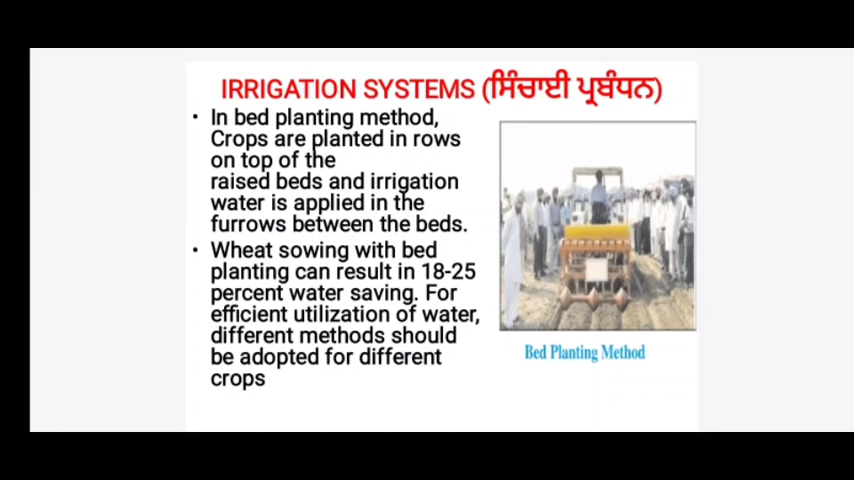 IRRIGATION SYSTEMS (ਸਿੰਚਾਈ ਪ੍ਰਬੰਧਨ)
• In bed planting method,
Crops are planted in rows
on top of the
raised beds and irrigation
water is applied in the
furrows between the beds.
• Wheat sowing with bed
planting can result in 18-25
percent water saving. For
efficient utilization of water,
different methods should
be adopted for different
crops
Bed Planting Method